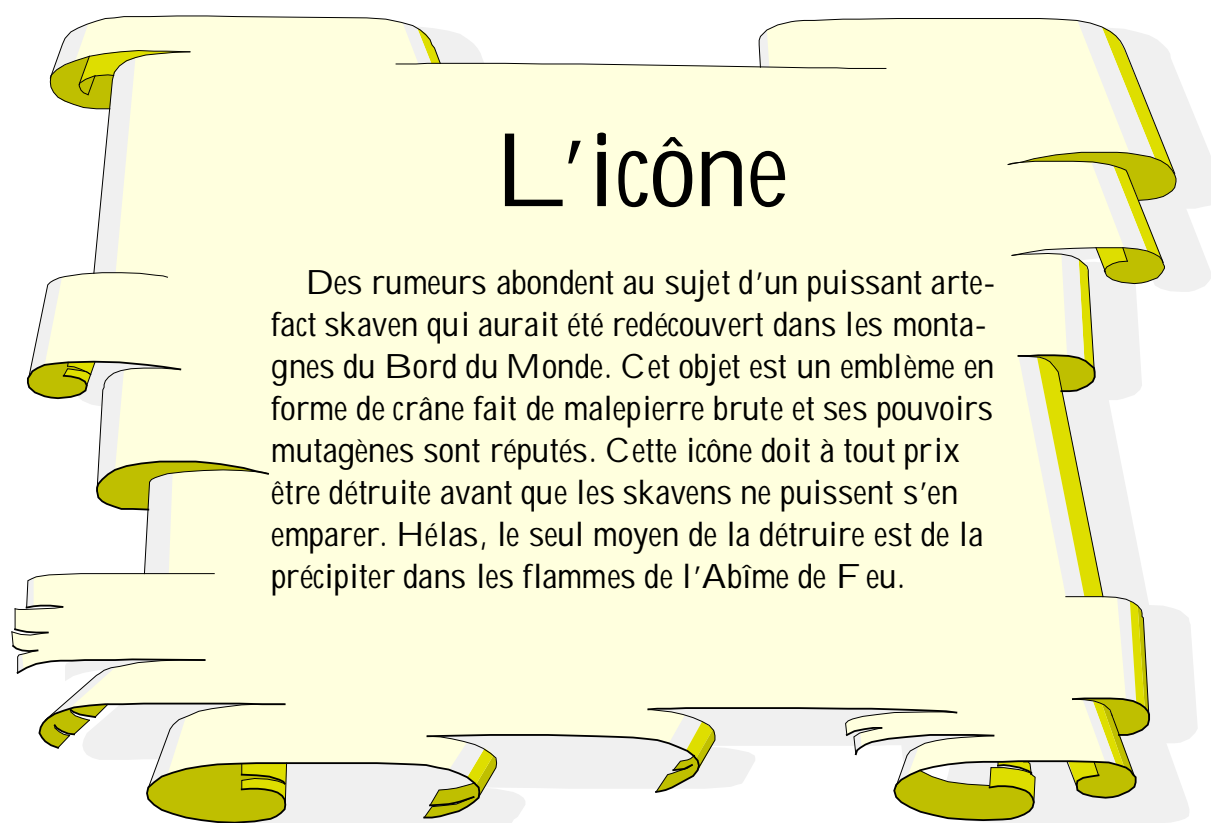 L'icône
Des rumeurs abondent au sujet d'un puissant arte-
fact skaven qui aurait été redécouvert dans les monta-
gnes du Bord du Monde. Cet objet est un emblème en
forme de crâne fait de malepierre brute et ses pouvoirs
mutagènes sont réputés. Cette icône doit à tout prix
être détruite avant que les skavens ne puissent s'en
emparer. Hélas, le seul moyen de la détruire est de la
précipiter dans les flammes de l'Abîme de Feu.